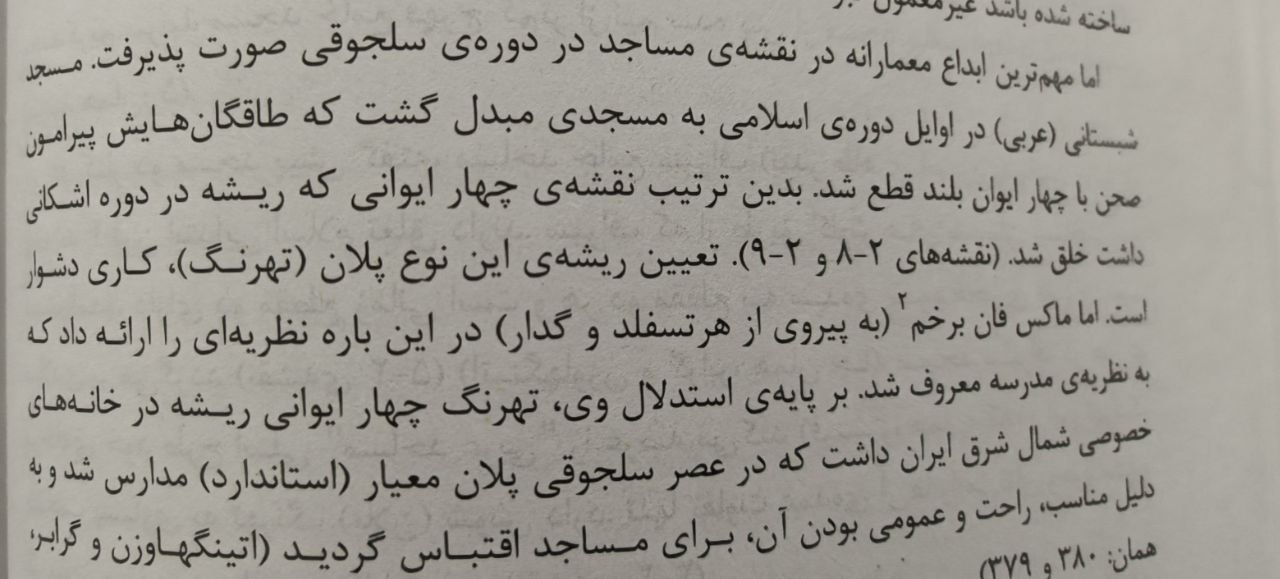 ساخته شده باشد غیرمعمول
اما مهم‌ترین ابداع معمارانه در نقشه‌ی مساجد در دوره‌ی سلجوقی صورت پذیرفت. مسجد
شبستانی (عربی) در اوایل دوره‌ی اسلامی به مسجدی مبدل گشت که طاقگان‌هایش پیرامون
صحن با چهار ایوان بلند قطع شد. بدین ترتیب نقشه‌ی چهار ایوانی که ریشه در دوره اشکانی
داشت خلق شد. (نقشه‌های ۲-۸ و ۲-۹). تعیین ریشه‌ی این نوع پلان (تهرنگ)، کاری دشوار
است. اما ماکس فان برخم۲ (به پیروی از هرتسفلد و گدار) در این باره نظریه‌ای را ارائه داد که
به نظریه‌ی مدرسه معروف شد. بر پایه‌ی استدلال وی، تهرنگ چهار ایوانی ریشه در خانه‌های
خصوصی شمال شرق ایران داشت که در عصر سلجوقی پلان معیار (استاندارد) مدارس شد و به
دلیل مناسب، راحت و عمومی بودن آن، برای مساجد اقتباس گردید (اتینگهاوزن و گرابر،
همان: ۳۸۰ و ۳۷۹)